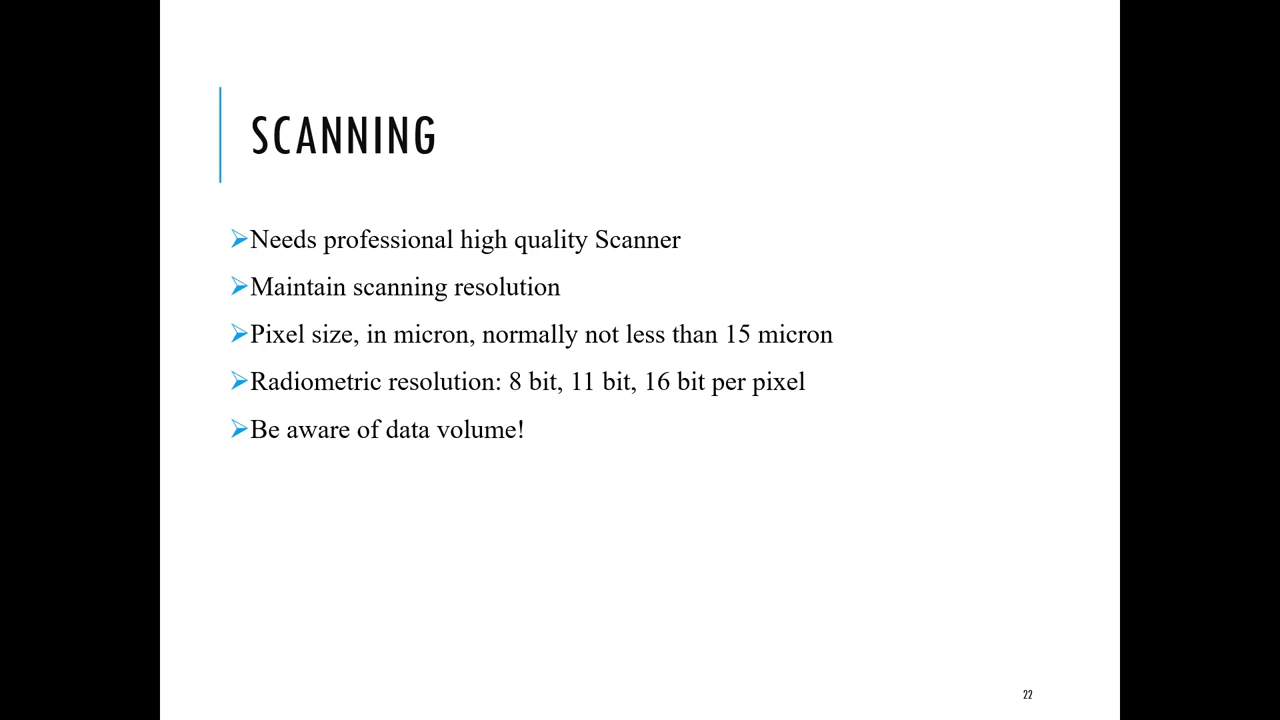 SCANNING
➢Needs professional high quality Scanner
➢Maintain scanning resolution
➢Pixel size, in micron, normally not less than 15 micron
➢Radiometric resolution: 8 bit, 11 bit, 16 bit per pixel
➢Be aware of data volume!
22